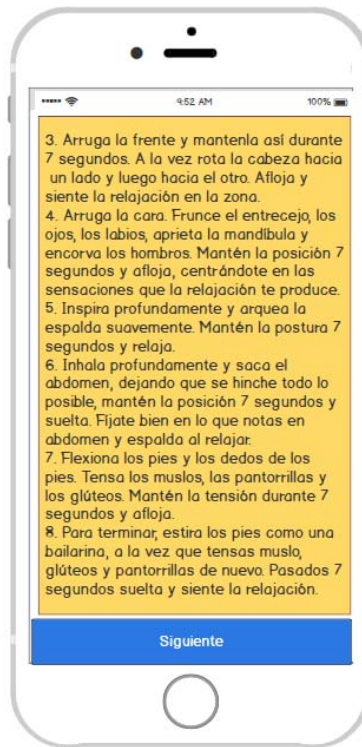 9:52 AM
100%
3. Arruga la frente y mantenla así durante
7 segundos. A la vez rota la cabeza hacia
un lado y luego hacia el otro. Afloja y
siente la relajación en la zona.
4. Arruga la cara. Frunce el entrecejo, los
ojos, los labios, aprieta la mandíbula y
encorva los hombros. Mantén la posición 7
segundos y afloja, centrándote en las
sensaciones que la relajación te produce.
5. Inspira profundamente y arquea la
espalda suavemente. Mantén la postura 7
segundos y relaja.
6. Inhala profundamente y saca el
abdomen, dejando que se hinche todo lo
posible, mantén la posición 7 segundos y
suelta. Fíjate bien en lo que notas en
abdomen y espalda al relajar.
7. Flexiona los pies y los dedos de los
pies. Tensa los muslos, las pantorrillas y
los glúteos. Mantén la tensión durante 7
segundos y afloja.
8. Para terminar, estira los pies como una
bailarina, a la vez que tensas muslo,
glúteos y pantorrillas de nuevo. Pasados 7
segundos suelta y siente la relajación.
Siguiente